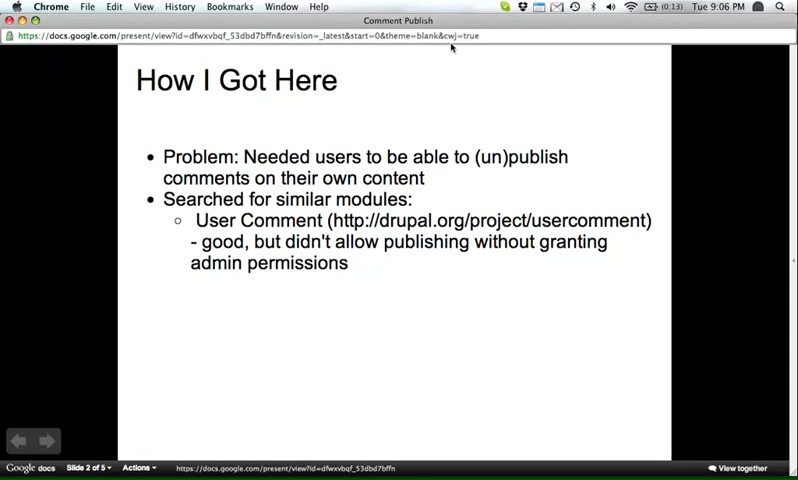 Chrome File Edit View History Bookmarks Window Help (0:13) Tue 9:06 PM
Comment Publish
https://docs.google.com/present/view?id=dfwxvbqf_53dbd7bffn&revision=_latest&start=0&theme=blank&cwj=true
How I Got Here
• Problem: Needed users to be able to (un)publish
comments on their own content
• Searched for similar modules:
○ User Comment (http://drupal.org/project/usercomment)
- good, but didn't allow publishing without granting
admin permissions
Google docs Slide 2 of 5 Actions https://docs.google.com/present/view?id=dfwxvbqf_53dbd7bffn View together